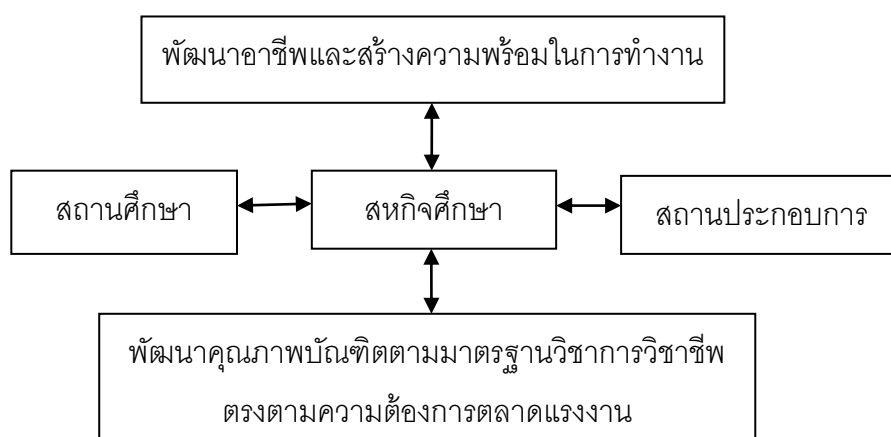 พัฒนาอาชีพและสร้างความพร้อมในการทำงาน
สถานศึกษา
สหกิจศึกษา
สถานประกอบการ
พัฒนาคุณภาพบัณฑิตตามมาตรฐานวิชาการวิชาชีพ
ตรงตามความต้องการตลาดแรงงาน